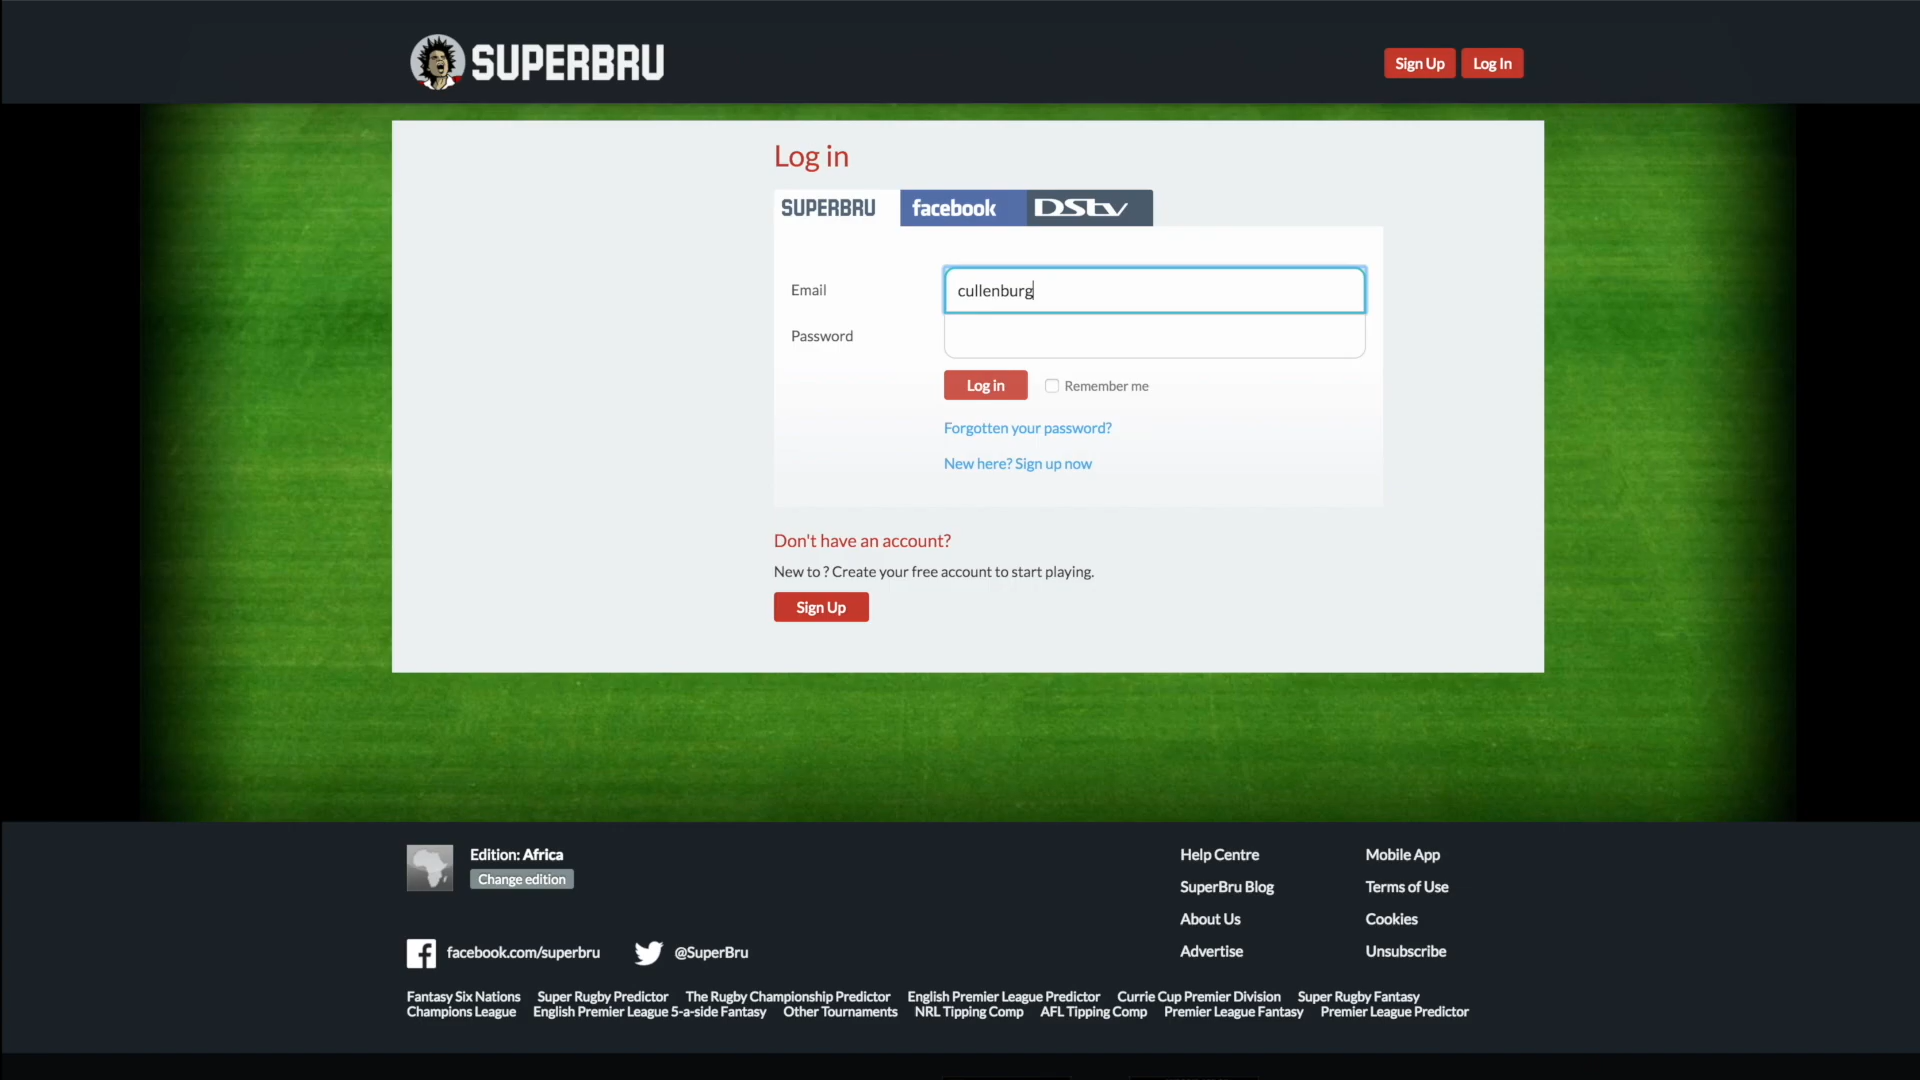 SUPERBRU
Sign Up Log In
Log in
SUPERBRU facebook DStv
Email cullenburg
Password
Log in Remember me
Forgotten your password?
New here? Sign up now
Don't have an account?
New to ? Create your free account to start playing.
Sign Up
Edition: Africa
Change edition
Help Centre Mobile App
SuperBru Blog Terms of Use
About Us Cookies
Advertise Unsubscribe
facebook.com/superbru @SuperBru
Fantasy Six Nations Super Rugby Predictor The Rugby Championship Predictor English Premier League Predictor Currie Cup Premier Division Super Rugby Fantasy
Champions League English Premier League 5-a-side Fantasy Other Tournaments NRL Tipping Comp AFL Tipping Comp Premier League Fantasy Premier League Predictor